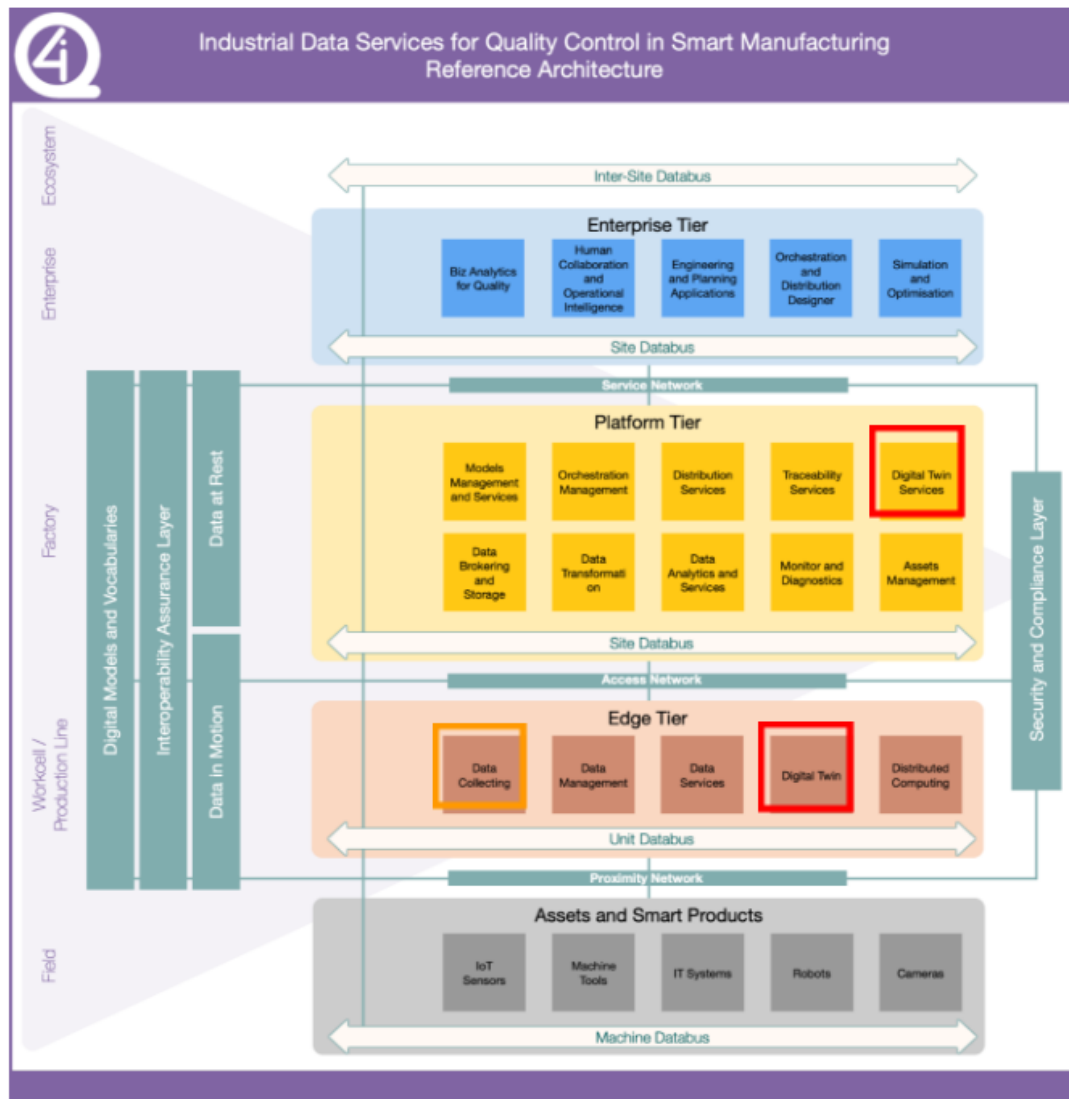 4i
Industrial Data Services for Quality Control in Smart Manufacturing
Reference Architecture
Ecosystem
Inter-Site Databus
Enterprise
Enterprise Tier
Biz Analytics
for Quality
Human
Collaboration
and
Operational
Intelligence
Engineering
and Planning
Applications
Orchestration
and
Distribution
Designer
Simulation
and
Optimisation
Site Databus
Service Network
Digital Models and Vocabularies
Interoperability Assurance Layer
Data at Rest
Data in Motion
Security and Compliance Layer
Factory
Platform Tier
Models
Management
and Services
Orchestration
Management
Distribution
Services
Traceability
Services
Digital Twin
Services
Data
Brokering
and
Storage
Data
Transformati
on
Data
Analytics and
Services
Monitor and
Diagnostics
Assets
Management
Site Databus
Access Network
Workcell /
Production Line
Edge Tier
Data
Collecting
Data
Management
Data
Services
Digital Twin
Distributed
Computing
Unit Databus
Proximity Network
Field
Assets and Smart Products
IoT
Sensors
Machine
Tools
IT Systems
Robots
Cameras
Machine Databus